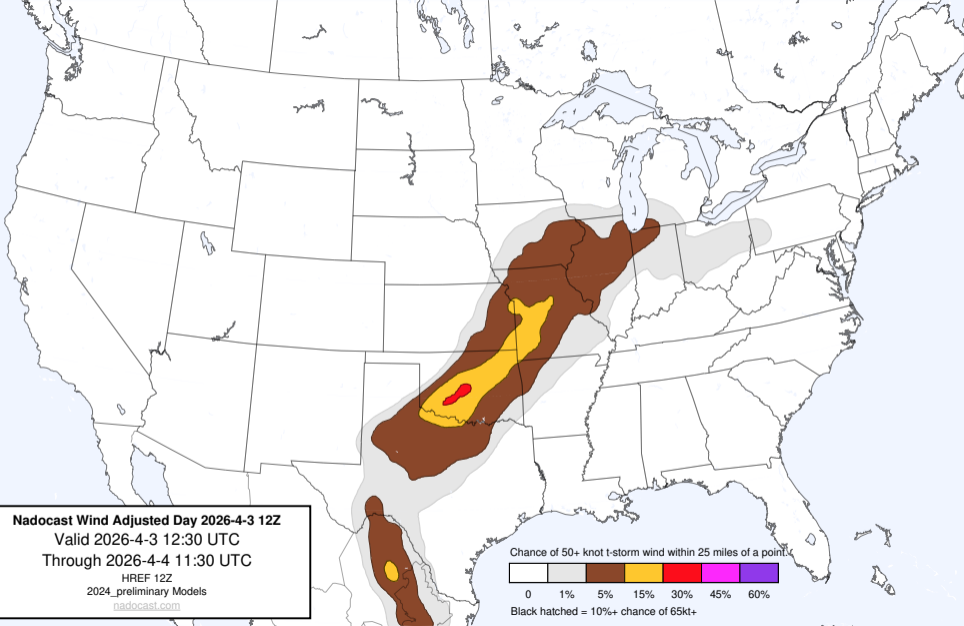 Nadocast Wind Adjusted Day 2026-4-3 12Z
Valid 2026-4-3 12:30 UTC
Through 2026-4-4 11:30 UTC
HREF 12Z
2024_preliminary Models
nadocast.com
Chance of 50+ knot t-storm wind within 25 miles of a point.
0 1% 5% 15% 30% 45% 60%
Black hatched = 10%+ chance of 65kt+